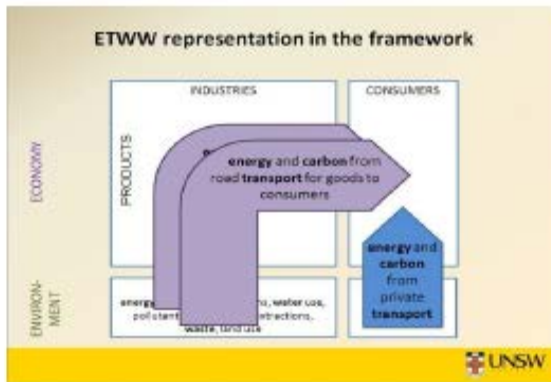 ETWW representation in the framework
INDUSTRIES
CONSUMERS
ECONOMY
PRODUCTS
energy and carbon from
road transport for goods to
consumers
energy and
carbon
from
private
transport
ENVIRON-
MENT
energy
water use,
pollutant
waste, land use
UNSW